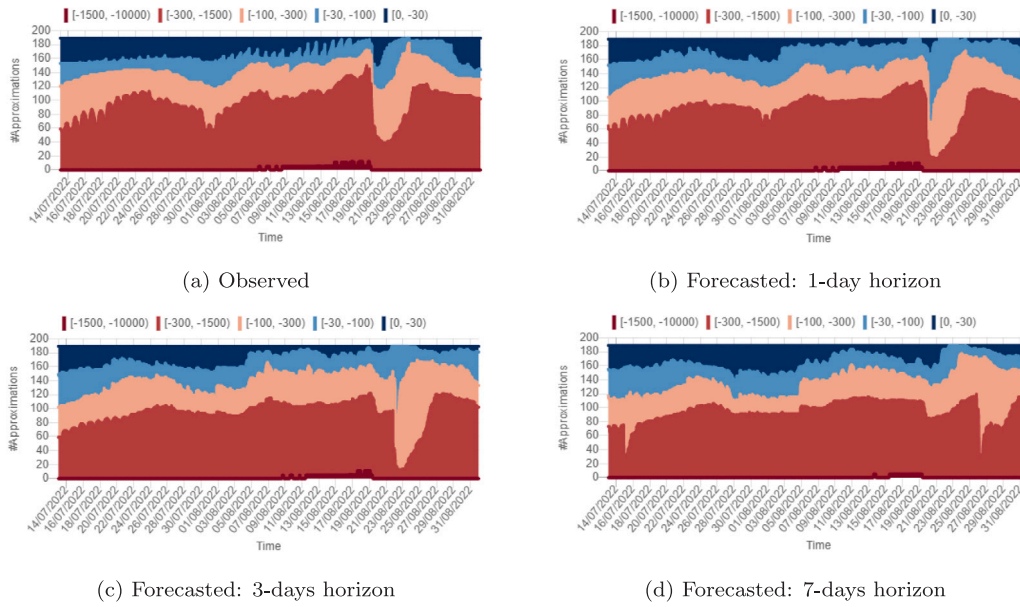 [-1500, -10000) [-300, -1500) [-100, -300) [-30, -100) [0, -30)
200
180
160
140
120
100
80
60
40
20
0
#Approximations
14/07/2022 16/07/2022 18/07/2022 20/07/2022 22/07/2022 24/07/2022 26/07/2022 28/07/2022 30/07/2022 01/08/2022 03/08/2022 05/08/2022 07/08/2022 09/08/2022 11/08/2022 13/08/2022 15/08/2022 17/08/2022 19/08/2022 21/08/2022 23/08/2022 25/08/2022 27/08/2022 29/08/2022 31/08/2022
Time
(a) Observed
[-1500, -10000) [-300, -1500) [-100, -300) [-30, -100) [0, -30)
200
180
160
140
120
100
80
60
40
20
0
#Approximations
14/07/2022 16/07/2022 18/07/2022 20/07/2022 22/07/2022 24/07/2022 26/07/2022 28/07/2022 30/07/2022 01/08/2022 03/08/2022 05/08/2022 07/08/2022 09/08/2022 11/08/2022 13/08/2022 15/08/2022 17/08/2022 19/08/2022 21/08/2022 23/08/2022 25/08/2022 27/08/2022 29/08/2022 31/08/2022
Time
(b) Forecasted: 1-day horizon
[-1500, -10000) [-300, -1500) [-100, -300) [-30, -100) [0, -30)
200
180
160
140
120
100
80
60
40
20
0
#Approximations
14/07/2022 16/07/2022 18/07/2022 20/07/2022 22/07/2022 24/07/2022 26/07/2022 28/07/2022 30/07/2022 01/08/2022 03/08/2022 05/08/2022 07/08/2022 09/08/2022 11/08/2022 13/08/2022 15/08/2022 17/08/2022 19/08/2022 21/08/2022 23/08/2022 25/08/2022 27/08/2022 29/08/2022 31/08/2022
Time
(c) Forecasted: 3-days horizon
[-1500, -10000) [-300, -1500) [-100, -300) [-30, -100) [0, -30)
200
180
160
140
120
100
80
60
40
20
0
#Approximations
14/07/2022 16/07/2022 18/07/2022 20/07/2022 22/07/2022 24/07/2022 26/07/2022 28/07/2022 30/07/2022 01/08/2022 03/08/2022 05/08/2022 07/08/2022 09/08/2022 11/08/2022 13/08/2022 15/08/2022 17/08/2022 19/08/2022 21/08/2022 23/08/2022 25/08/2022 27/08/2022 29/08/2022 31/08/2022
Time
(d) Forecasted: 7-days horizon